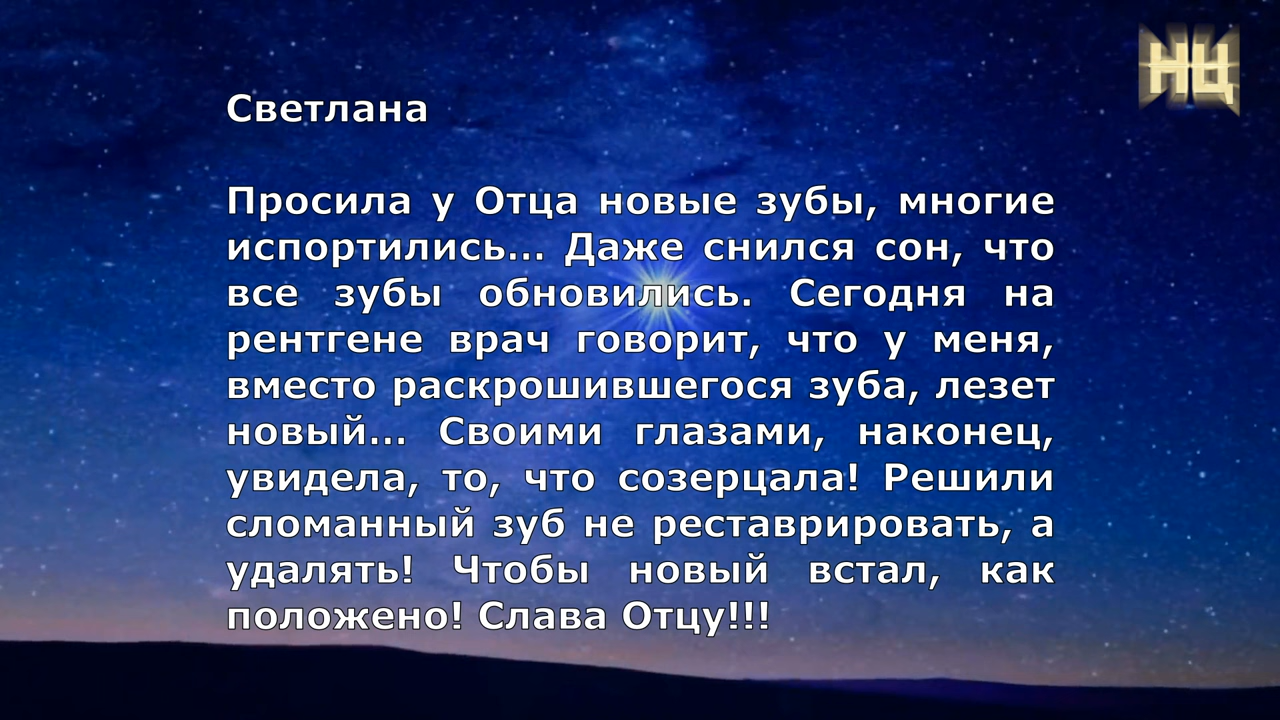 НЦ
Светлана
Просила у Отца новые зубы, многие
испортились... Даже снился сон, что
все зубы обновились. Сегодня на
рентгене врач говорит, что у меня,
вместо раскрошившегося зуба, лезет
новый... Своими глазами, наконец,
увидела, то, что созерцала! Решили
сломанный зуб не реставрировать, а
удалять! Чтобы новый встал, как
положено! Слава Отцу!!!